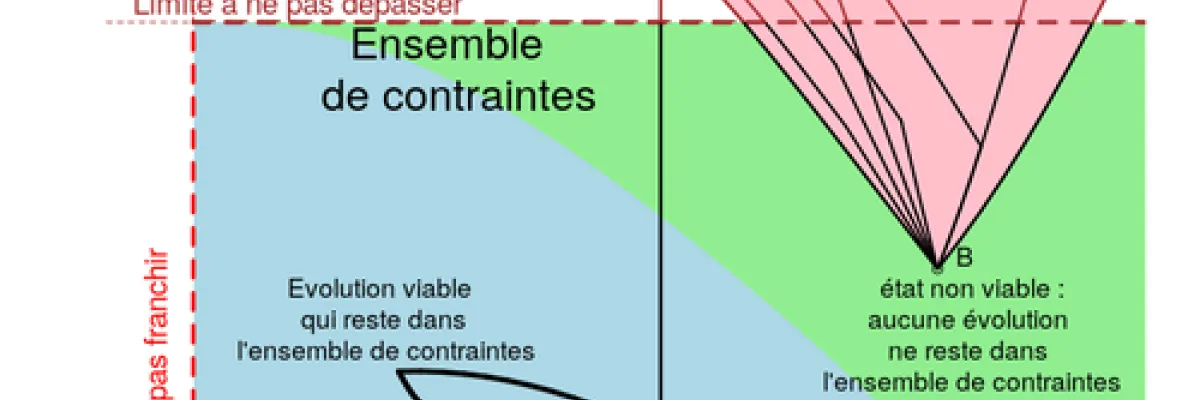 Limite à ne pas dépasser
Ensemble
de contraintes
B
Evolution viable
qui reste dans
l'ensemble de contraintes
état non viable :
aucune évolution
ne reste dans
l'ensemble de contraintes
pas franchir